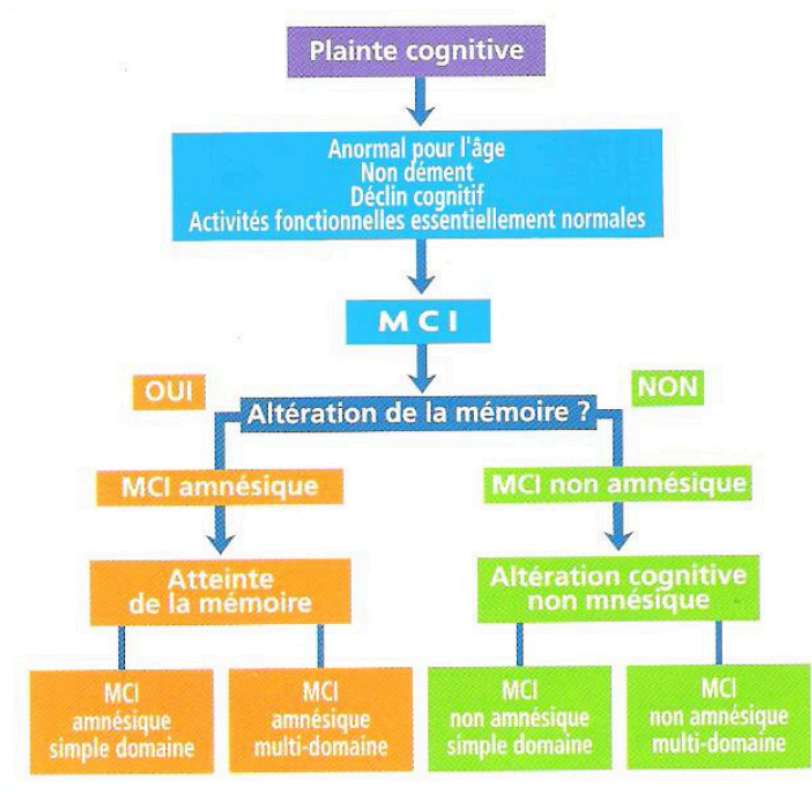 Plainte cognitive
Anormal pour l'âge
Non dément
Déclin cognitif
Activités fonctionnelles essentiellement normales
MCI
OUI
NON
Altération de la mémoire ?
MCI amnésique
MCI non amnésique
Atteinte
de la mémoire
Altération cognitive
non mnésique
MCI
amnésique
simple domaine
MCI
amnésique
multi-domaine
MCI
non amnésique
simple domaine
MCI
non amnésique
multi-domaine